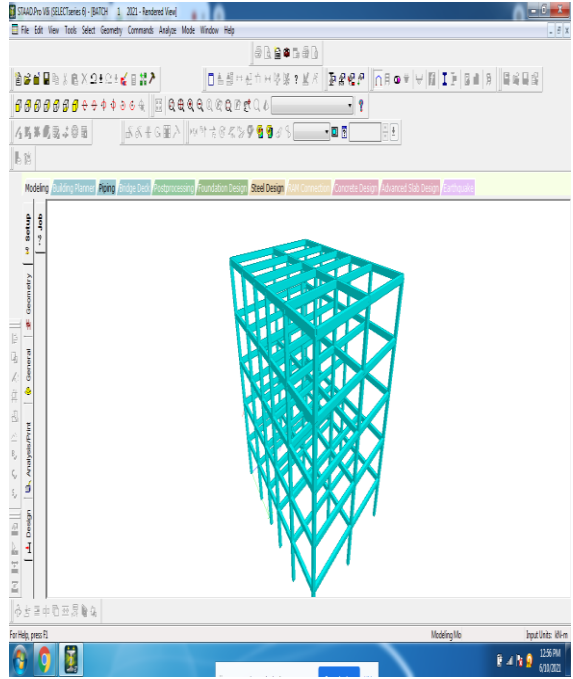 STAAD.Pro V8i (SELECTseries 6) - [BATCH 1 2021 - Rendered View]
File Edit View Tools Select Geometry Commands Analyze Mode Window Help
Modeling Building Planner Piping Bridge Deck Postprocessing Foundation Design Steel Design RAM Connection Concrete Design Advanced Slab Design Earthquake
Setup
Job
Geometry
General
Analysis/Print
Design
For Help, press F1
Modeling Mo
Input Units: kN-m
12:56 PM
6/10/2021